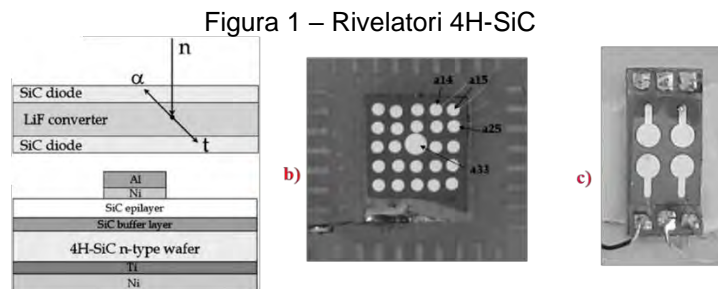 Figura 1 – Rivelatori 4H-SiC
n
α
SiC diode
LiF converter
SiC diode
t
Al
Ni
SiC epilayer
SiC buffer layer
4H-SiC n-type wafer
Ti
Ni
b)
a14
a15
a25
a33
c)